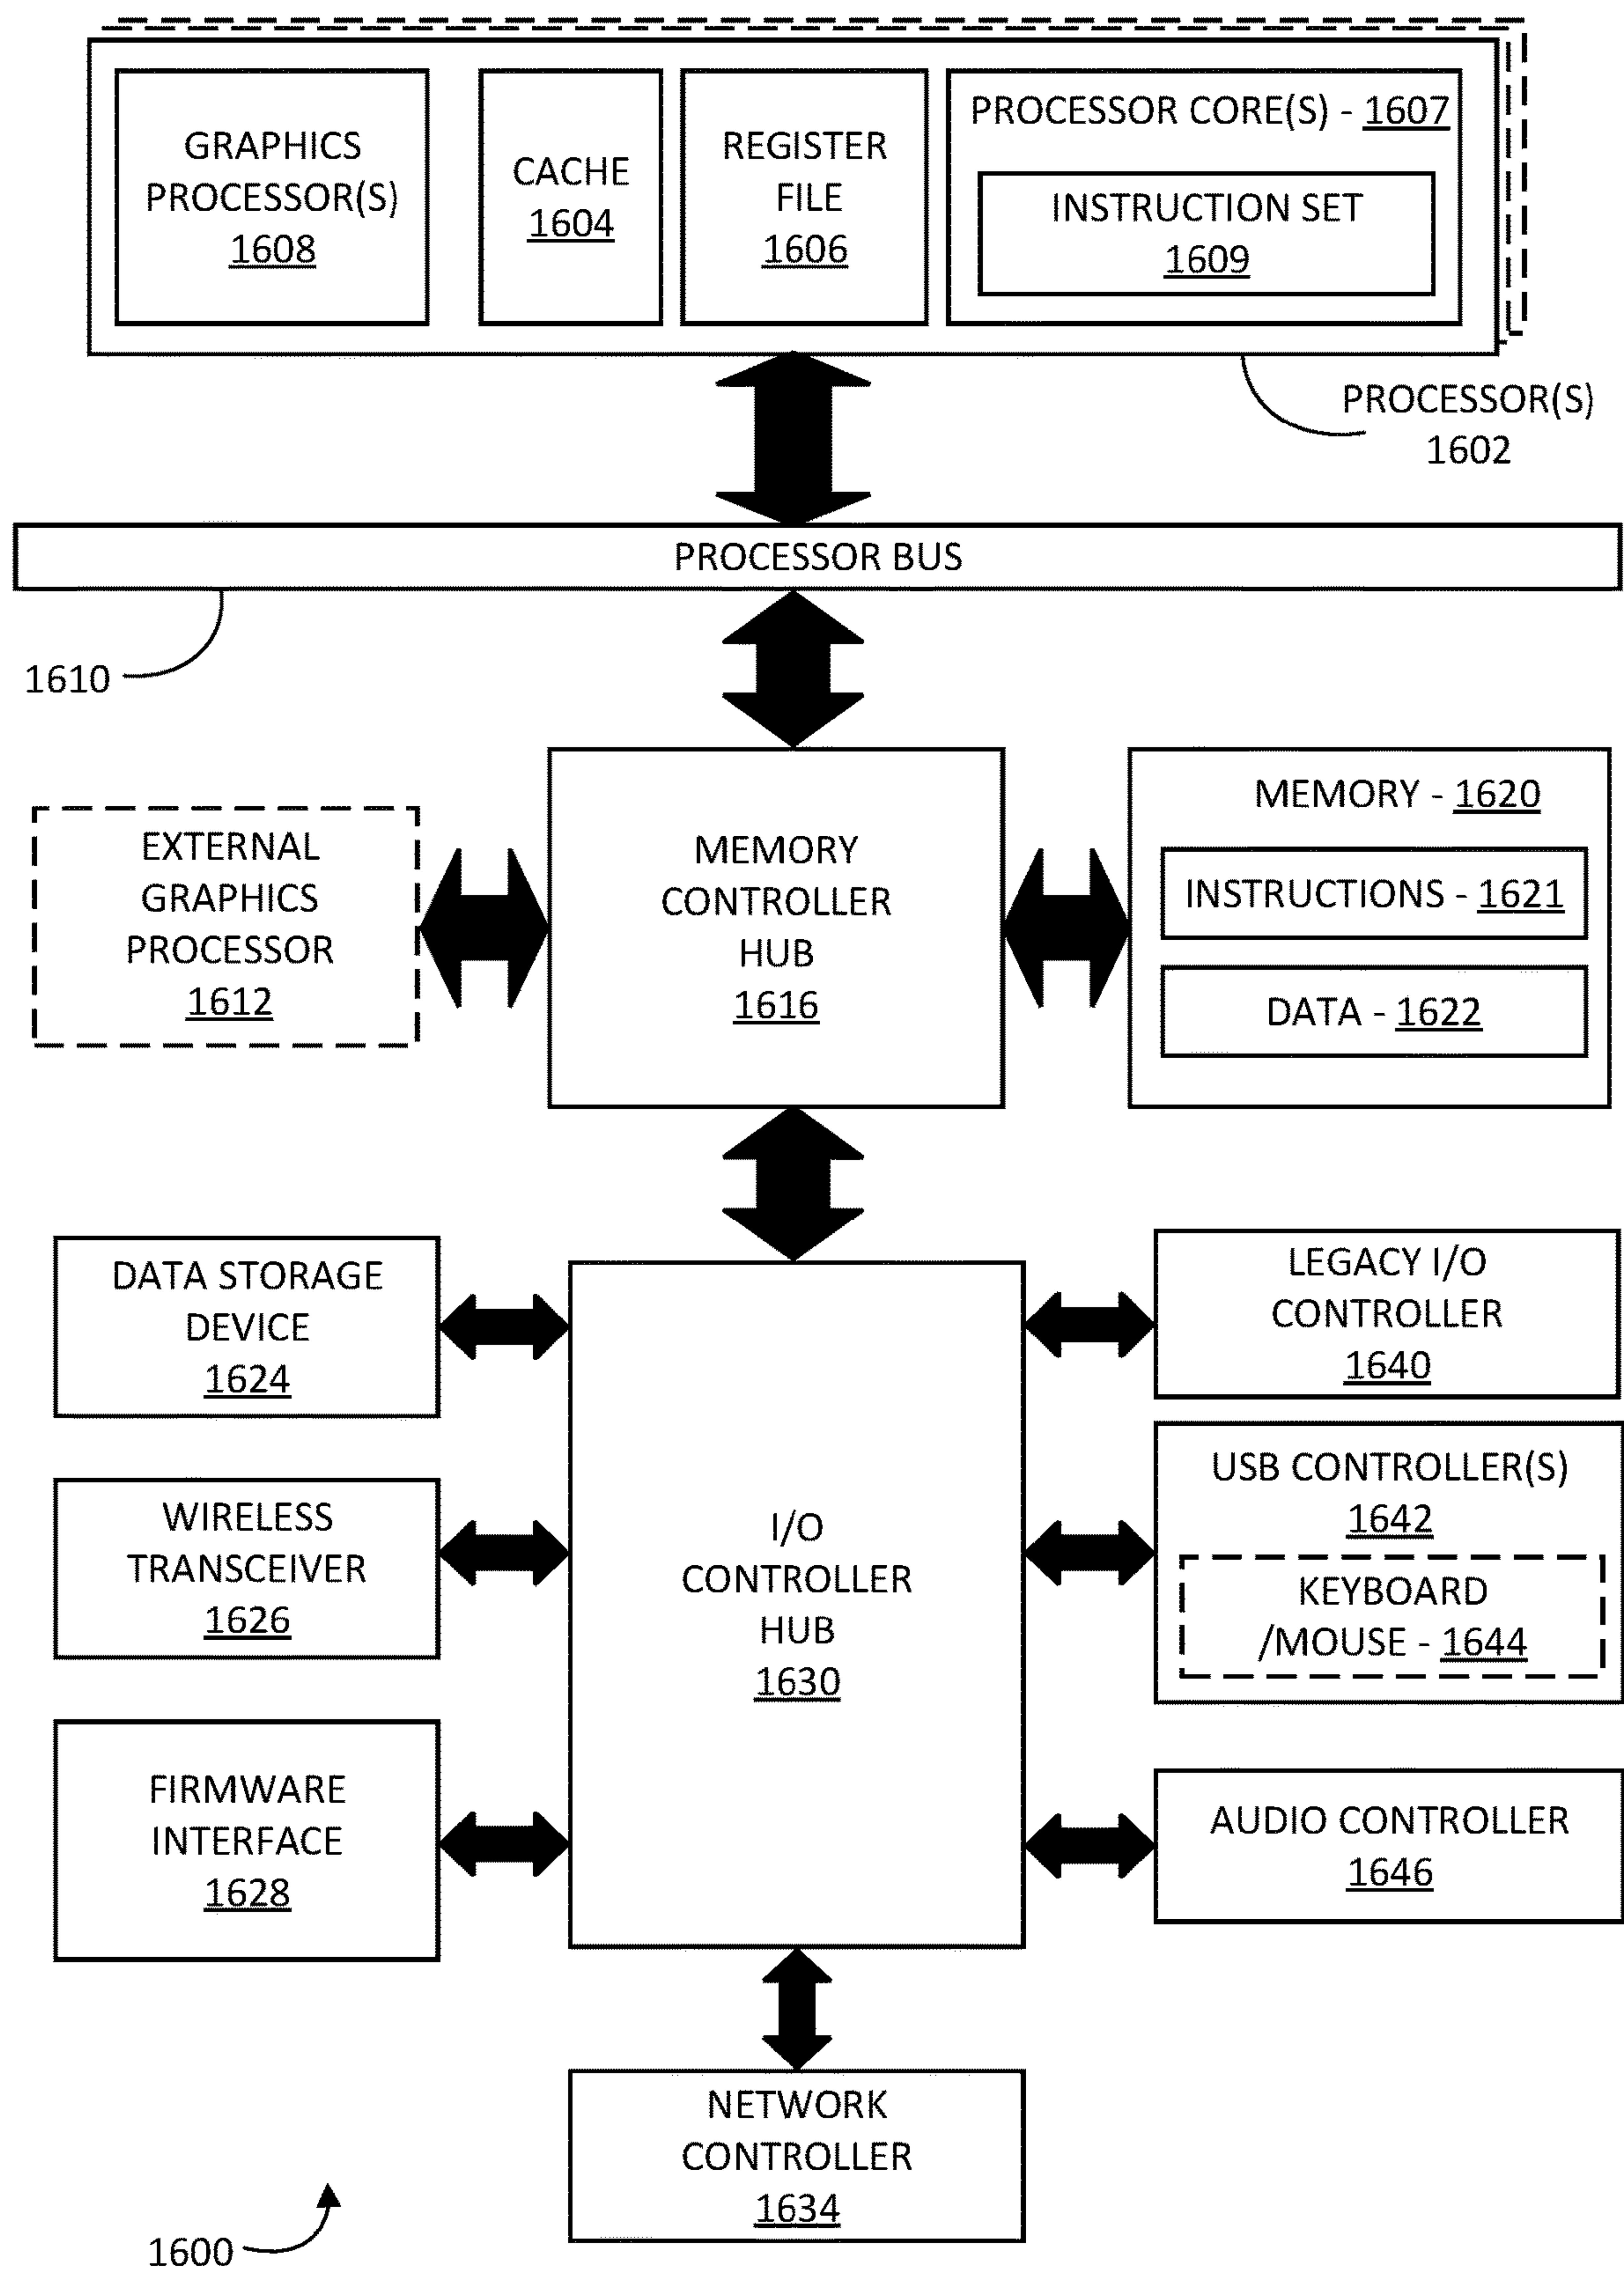 GRAPHICS
PROCESSOR(S)
1608
CACHE
1604
REGISTER
FILE
1606
PROCESSOR CORE(S) - 1607
INSTRUCTION SET
1609
PROCESSOR(S)
1602
PROCESSOR BUS
1610
EXTERNAL
GRAPHICS
PROCESSOR
1612
MEMORY
CONTROLLER
HUB
1616
MEMORY - 1620
INSTRUCTIONS - 1621
DATA - 1622
DATA STORAGE
DEVICE
1624
WIRELESS
TRANSCEIVER
1626
FIRMWARE
INTERFACE
1628
I/O
CONTROLLER
HUB
1630
LEGACY I/O
CONTROLLER
1640
USB CONTROLLER(S)
1642
KEYBOARD
/MOUSE - 1644
AUDIO CONTROLLER
1646
NETWORK
CONTROLLER
1634
1600